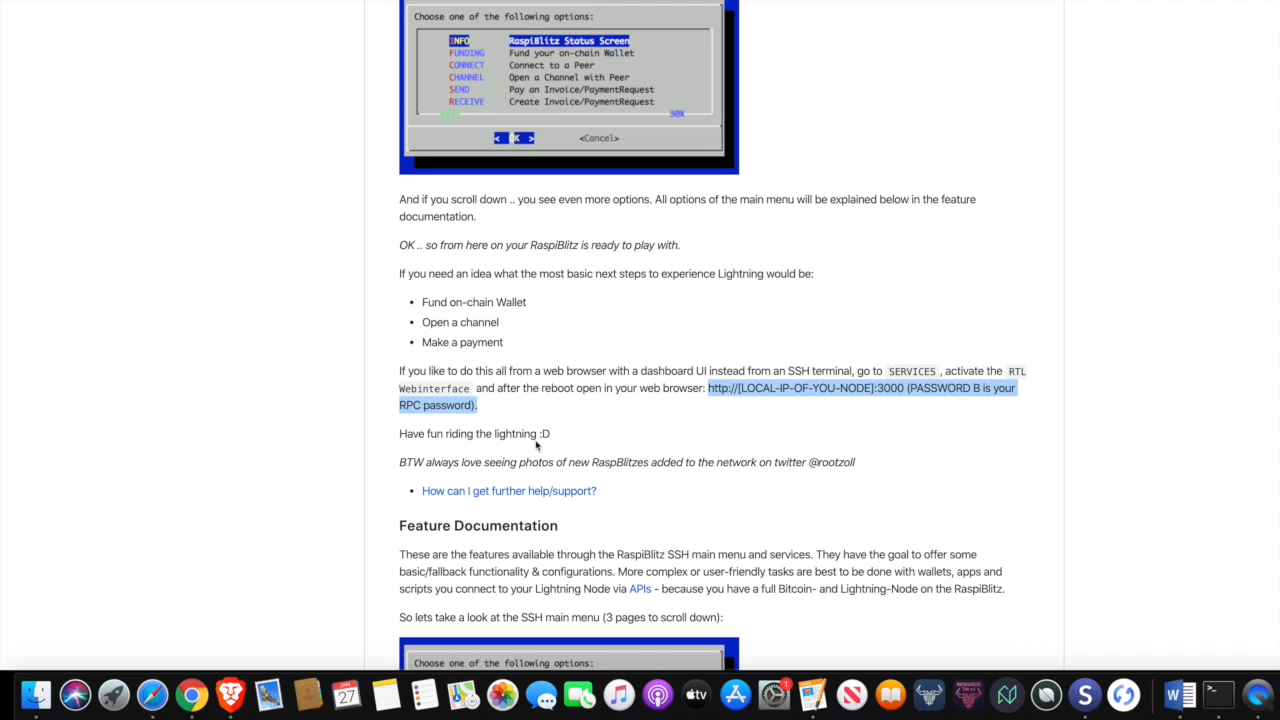 Choose one of the following options:
INFO RaspiBlitz Status Screen
FUNDING Fund your on-chain Wallet
CONNECT Connect to a Peer
CHANNEL Open a Channel with Peer
SEND Pay an Invoice/PaymentRequest
RECEIVE Create Invoice/PaymentRequest
30%
< OK > <Cancel>
And if you scroll down .. you see even more options. All options of the main menu will be explained below in the feature
documentation.
OK .. so from here on your RaspiBlitz is ready to play with.
If you need an idea what the most basic next steps to experience Lightning would be:
• Fund on-chain Wallet
• Open a channel
• Make a payment
If you like to do this all from a web browser with a dashboard UI instead from an SSH terminal, go to SERVICES , activate the RTL
Webinterface and after the reboot open in your web browser: http://[LOCAL-IP-OF-YOU-NODE]:3000 (PASSWORD B is your
RPC password).
Have fun riding the lightning :D
BTW always love seeing photos of new RaspBlitzes added to the network on twitter @rootzoll
• How can I get further help/support?
Feature Documentation
These are the features available through the RaspiBlitz SSH main menu and services. They have the goal to offer some
basic/fallback functionality & configurations. More complex or user-friendly tasks are best to be done with wallets, apps and
scripts you connect to your Lightning Node via APIs - because you have a full Bitcoin- and Lightning-Node on the RaspiBlitz.
So lets take a look at the SSH main menu (3 pages to scroll down):
Choose one of the following options:
JAN
27
tv
1
S
W